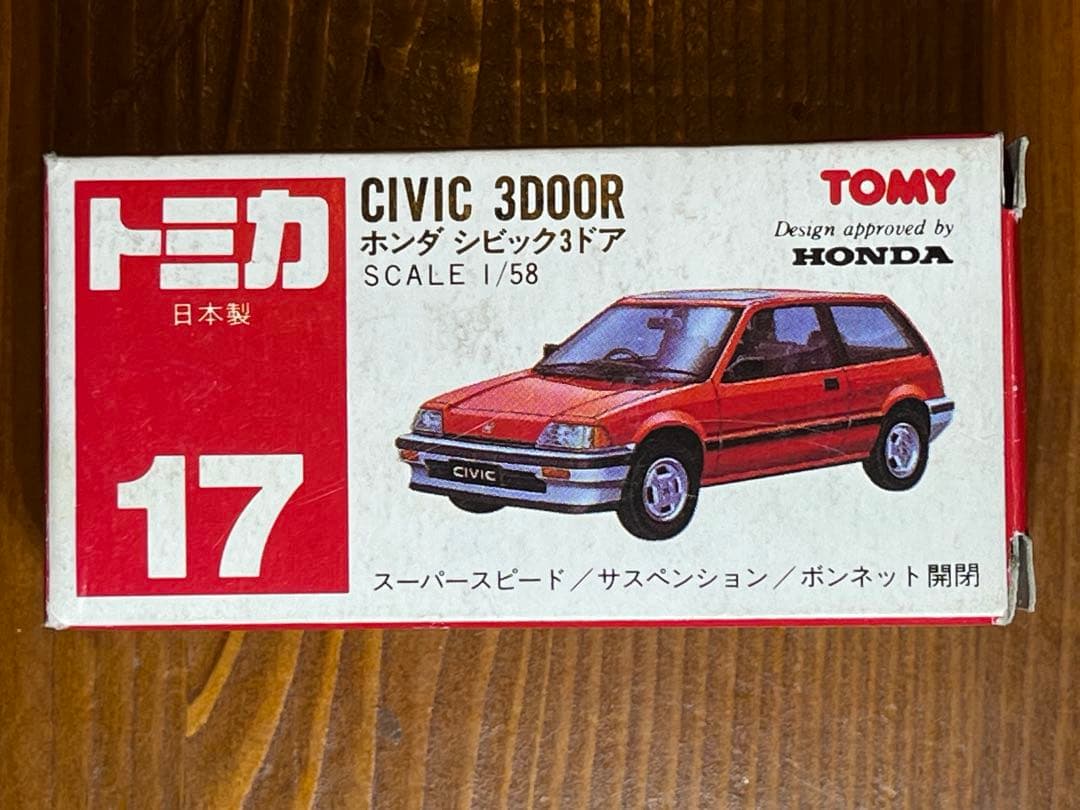 トミカ
日本製
17
CIVIC 3DOOR
ホンダ シビック3ドア
SCALE 1/58
TOMY
Design approved by
HONDA
CIVIC
スーパースピード/サスペンション/ボンネット開閉